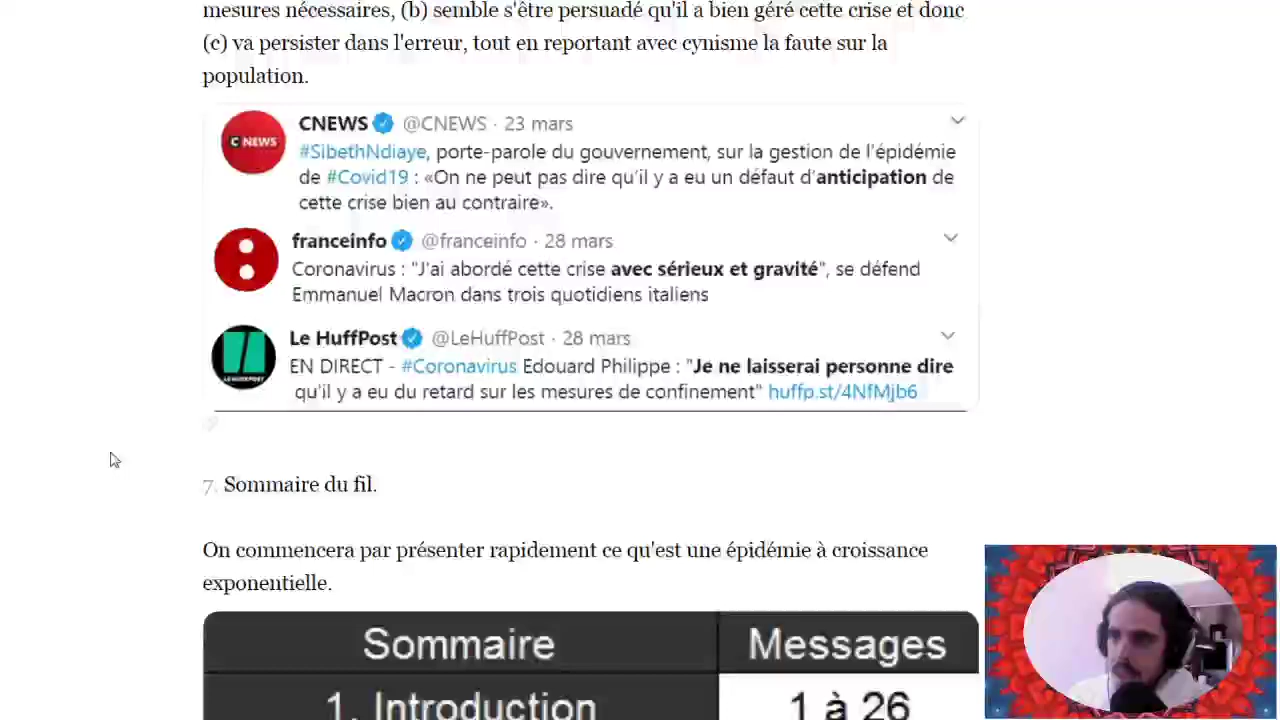 mesures nécessaires, (b) semble s'être persuadé qu'il a bien géré cette crise et donc
(c) va persister dans l'erreur, tout en reportant avec cynisme la faute sur la
population.
CNEWS @CNEWS · 23 mars
C NEWS
#SibethNdiaye, porte-parole du gouvernement, sur la gestion de l'épidémie
de #Covid19 : «On ne peut pas dire qu'il y a eu un défaut d'anticipation de
cette crise bien au contraire».
franceinfo @franceinfo · 28 mars
Coronavirus : "J'ai abordé cette crise avec sérieux et gravité", se défend
Emmanuel Macron dans trois quotidiens italiens
Le HuffPost @LeHuffPost · 28 mars
LE HUFFPOST
EN DIRECT - #Coronavirus Edouard Philippe : "Je ne laisserai personne dire
qu'il y a eu du retard sur les mesures de confinement" huffp.st/4NfMjb6
7. Sommaire du fil.
On commencera par présenter rapidement ce qu'est une épidémie à croissance
exponentielle.
Sommaire Messages
1. Introduction 1 à 26